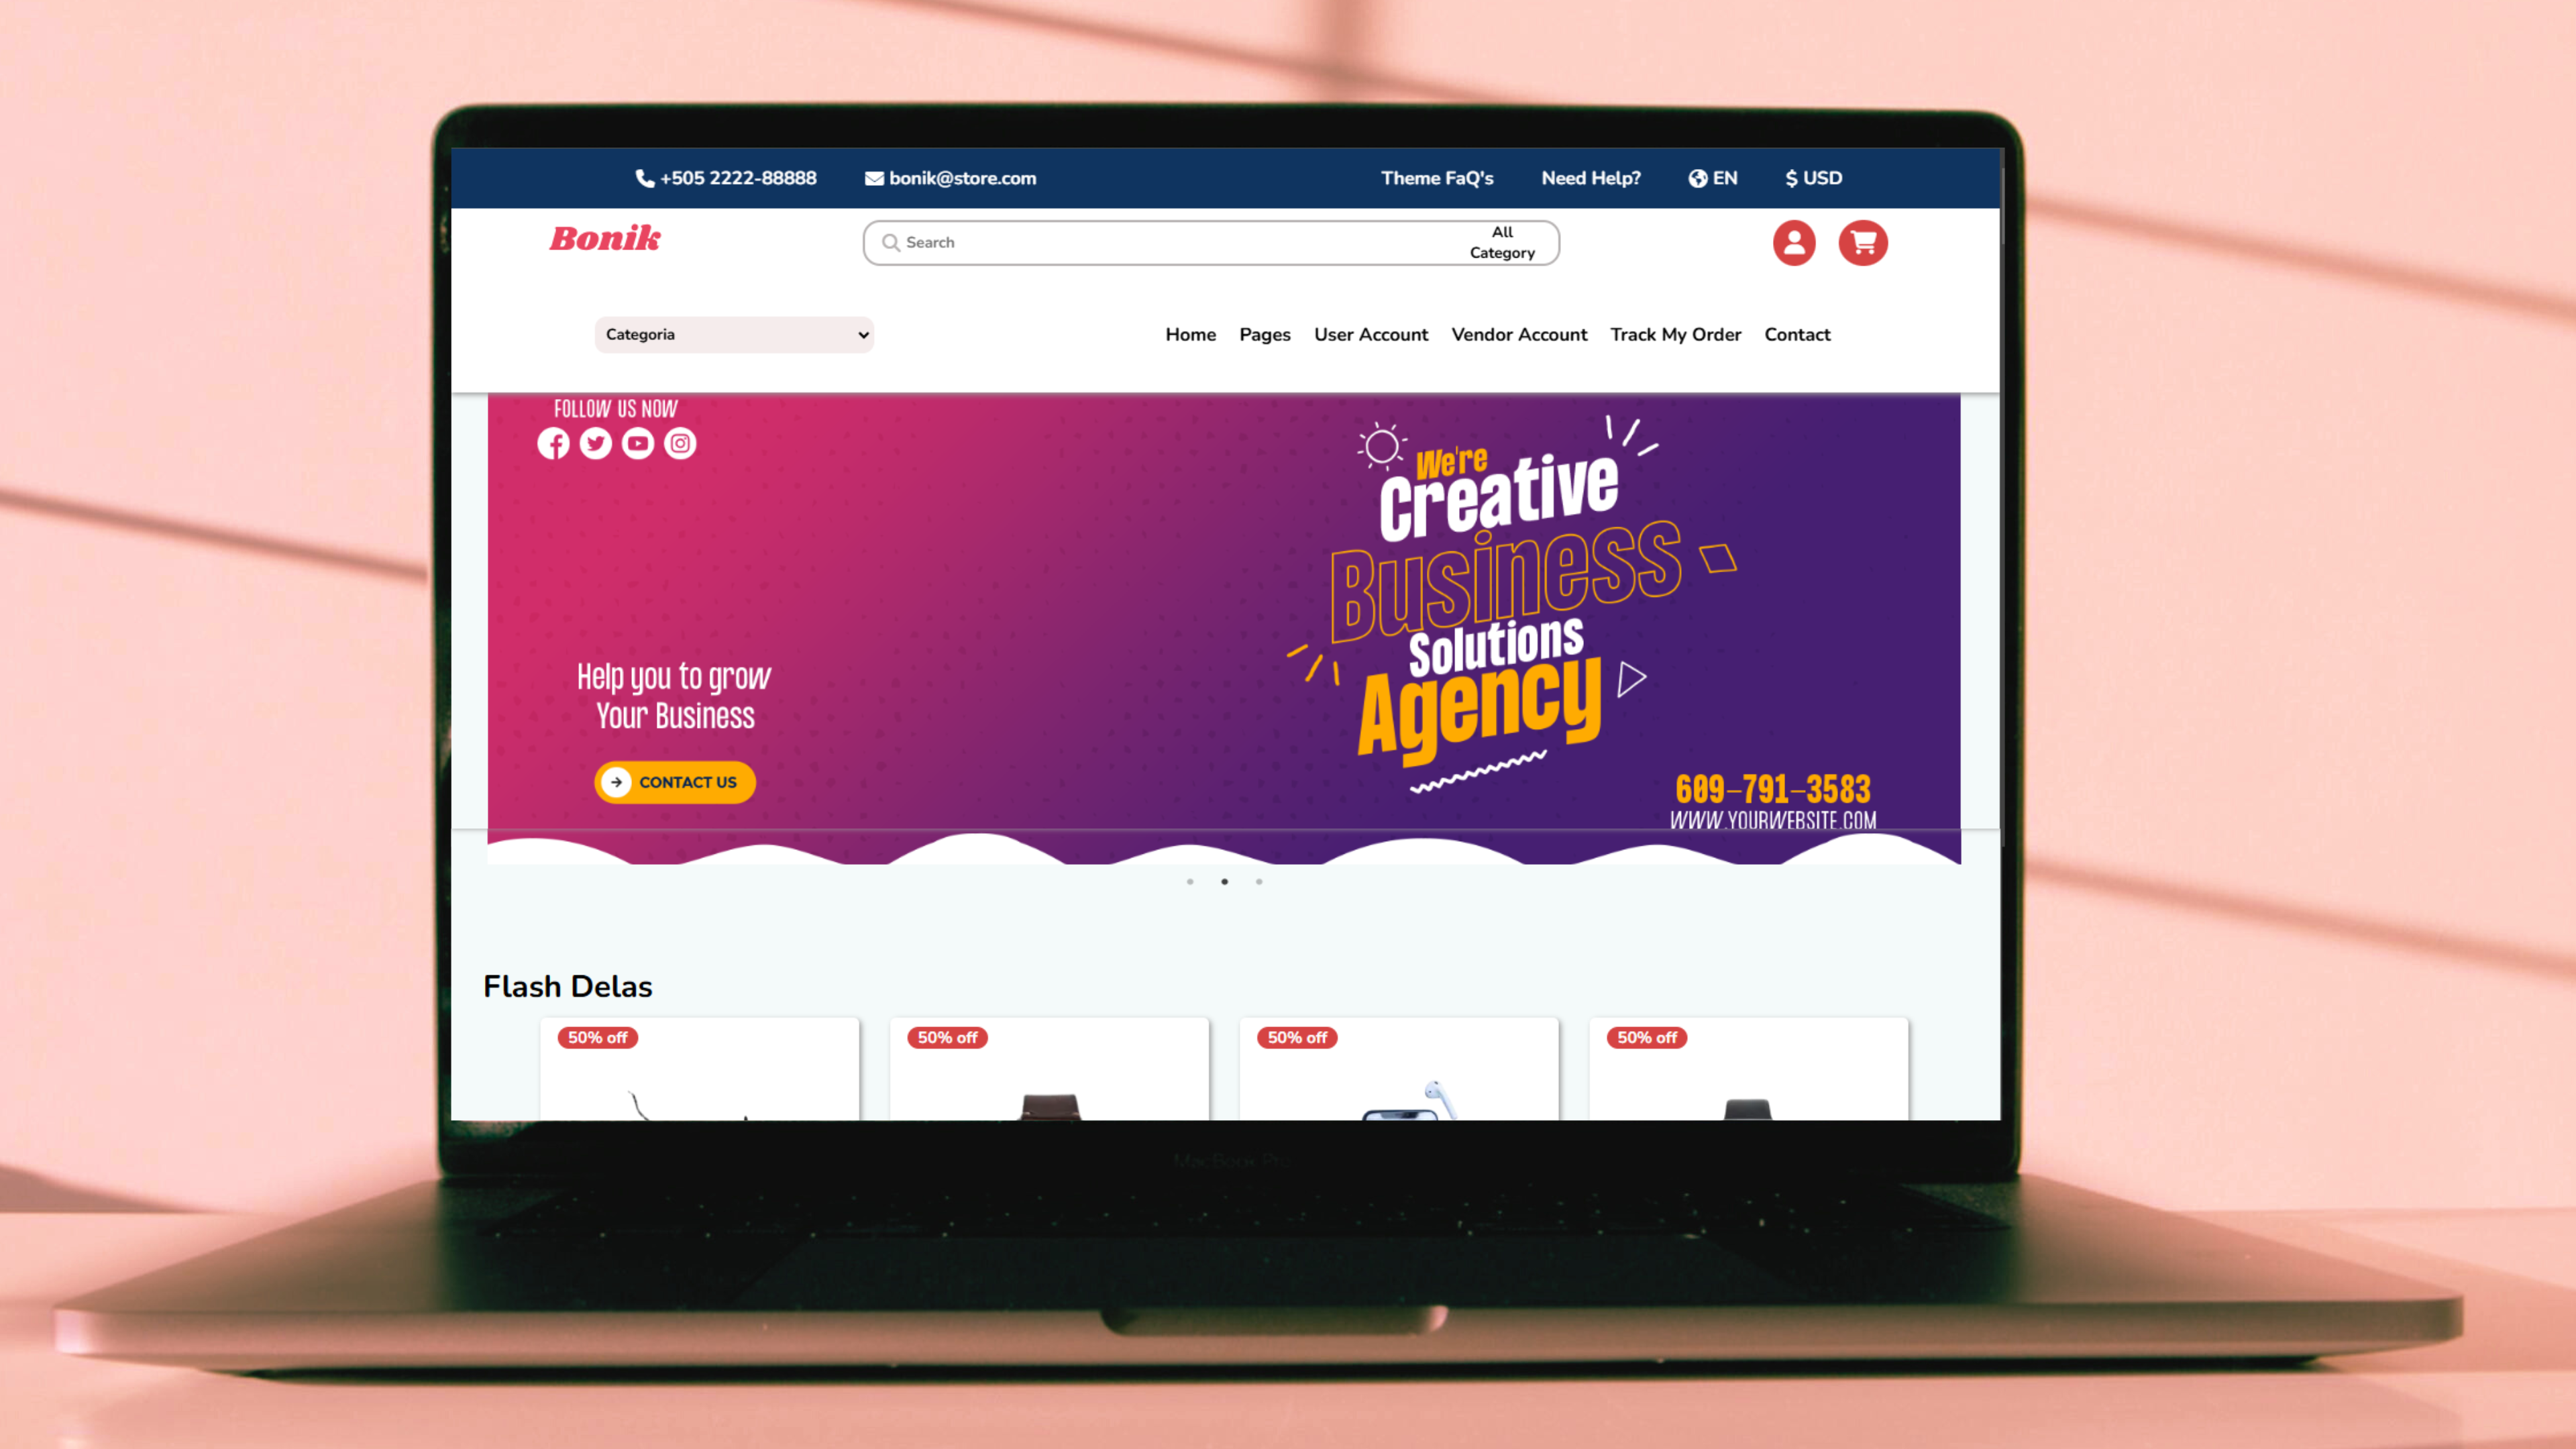 +505 2222-88888 bonik@store.com Theme FaQ's Need Help? EN $ USD
Bonik
Search
All
Category
Categoria
Home Pages User Account Vendor Account Track My Order Contact
FOLLOW US NOW
We're
Creative
Business
Solutions
Agency
Help you to grow
Your Business
CONTACT US
609-791-3583
WWW.YOURWEBSITE.COM
Flash Delas
50% off 50% off 50% off 50% off
MacBook Pro